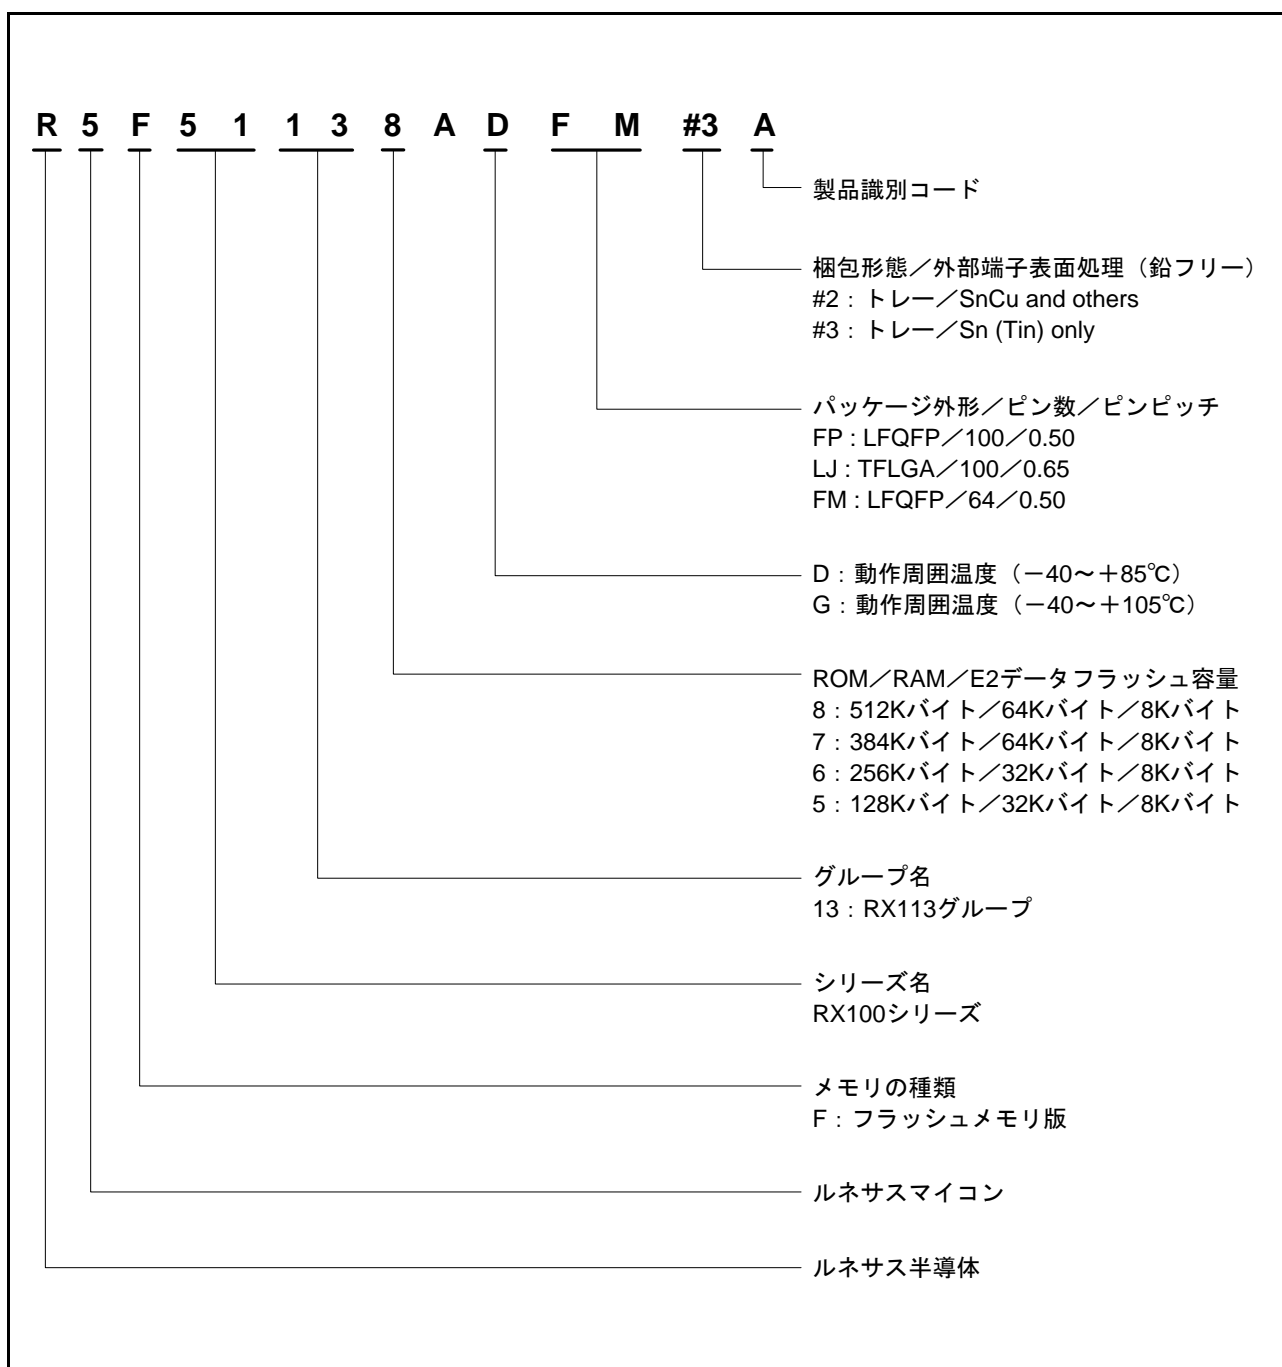 R 5 F 5 1 1 3 8 A D F M #3 A
製品識別コード
梱包形態／外部端子表面処理（鉛フリー）
#2：トレー／SnCu and others
#3：トレー／Sn (Tin) only
パッケージ外形／ピン数／ピンピッチ
FP : LFQFP／100／0.50
LJ : TFLGA／100／0.65
FM : LFQFP／64／0.50
D：動作周囲温度（－40～＋85℃）
G：動作周囲温度（－40～＋105℃）
ROM／RAM／E2データフラッシュ容量
8：512Kバイト／64Kバイト／8Kバイト
7：384Kバイト／64Kバイト／8Kバイト
6：256Kバイト／32Kバイト／8Kバイト
5：128Kバイト／32Kバイト／8Kバイト
グループ名
13：RX113グループ
シリーズ名
RX100シリーズ
メモリの種類
F：フラッシュメモリ版
ルネサスマイコン
ルネサス半導体